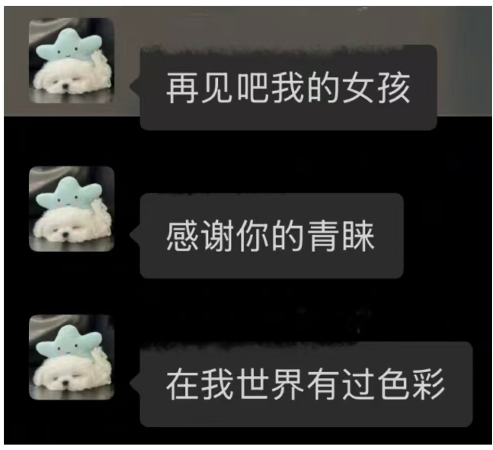 再见吧我的女孩
感谢你的青睐
在我世界有过色彩